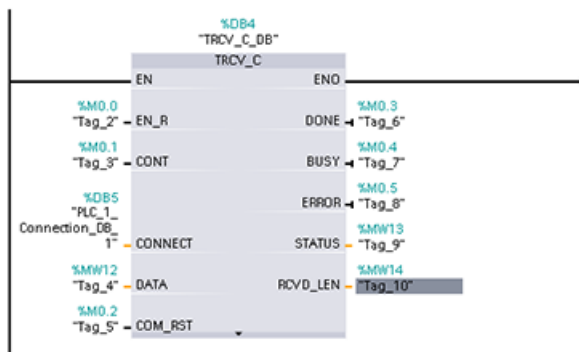 %DB4
"TRCV_C_DB"
TRCV_C
EN ENO
%M0.0 %M0.3
"Tag_2" EN_R DONE "Tag_6"
%M0.1 %M0.4
"Tag_3" CONT BUSY "Tag_7"
%DB5 %M0.5
"PLC_1_ ERROR "Tag_8"
Connection_DB_ %MW13
1" CONNECT STATUS "Tag_9"
%MW12 %MW14
"Tag_4" DATA RCVD_LEN "Tag_10"
%M0.2
"Tag_5" COM_RST